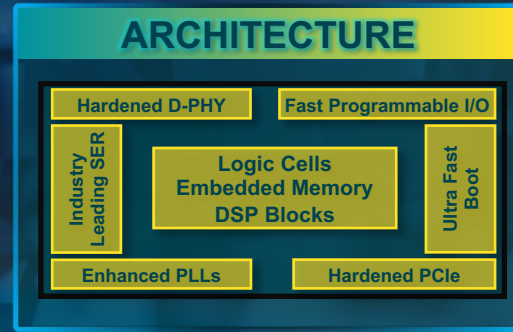 ARCHITECTURE
Hardened D-PHY
Fast Programmable I/O
Industry
Leading SER
Logic Cells
Embedded Memory
DSP Blocks
Ultra Fast
Boot
Enhanced PLLs
Hardened PCIe